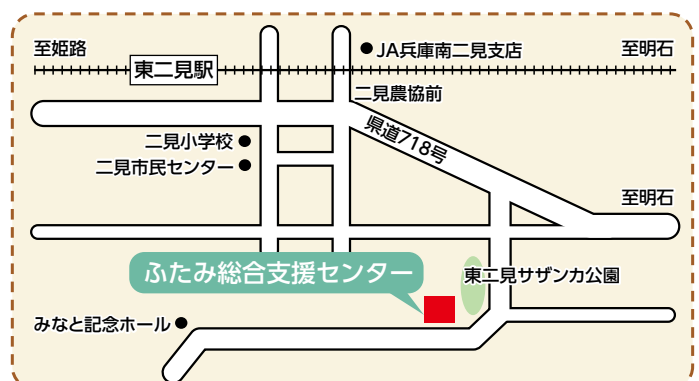 至姫路
JA兵庫南二見支店
至明石
東二見駅
二見農協前
県道718号
二見小学校
二見市民センター
至明石
ふたみ総合支援センター
東二見サザンカ公園
みなと記念ホール